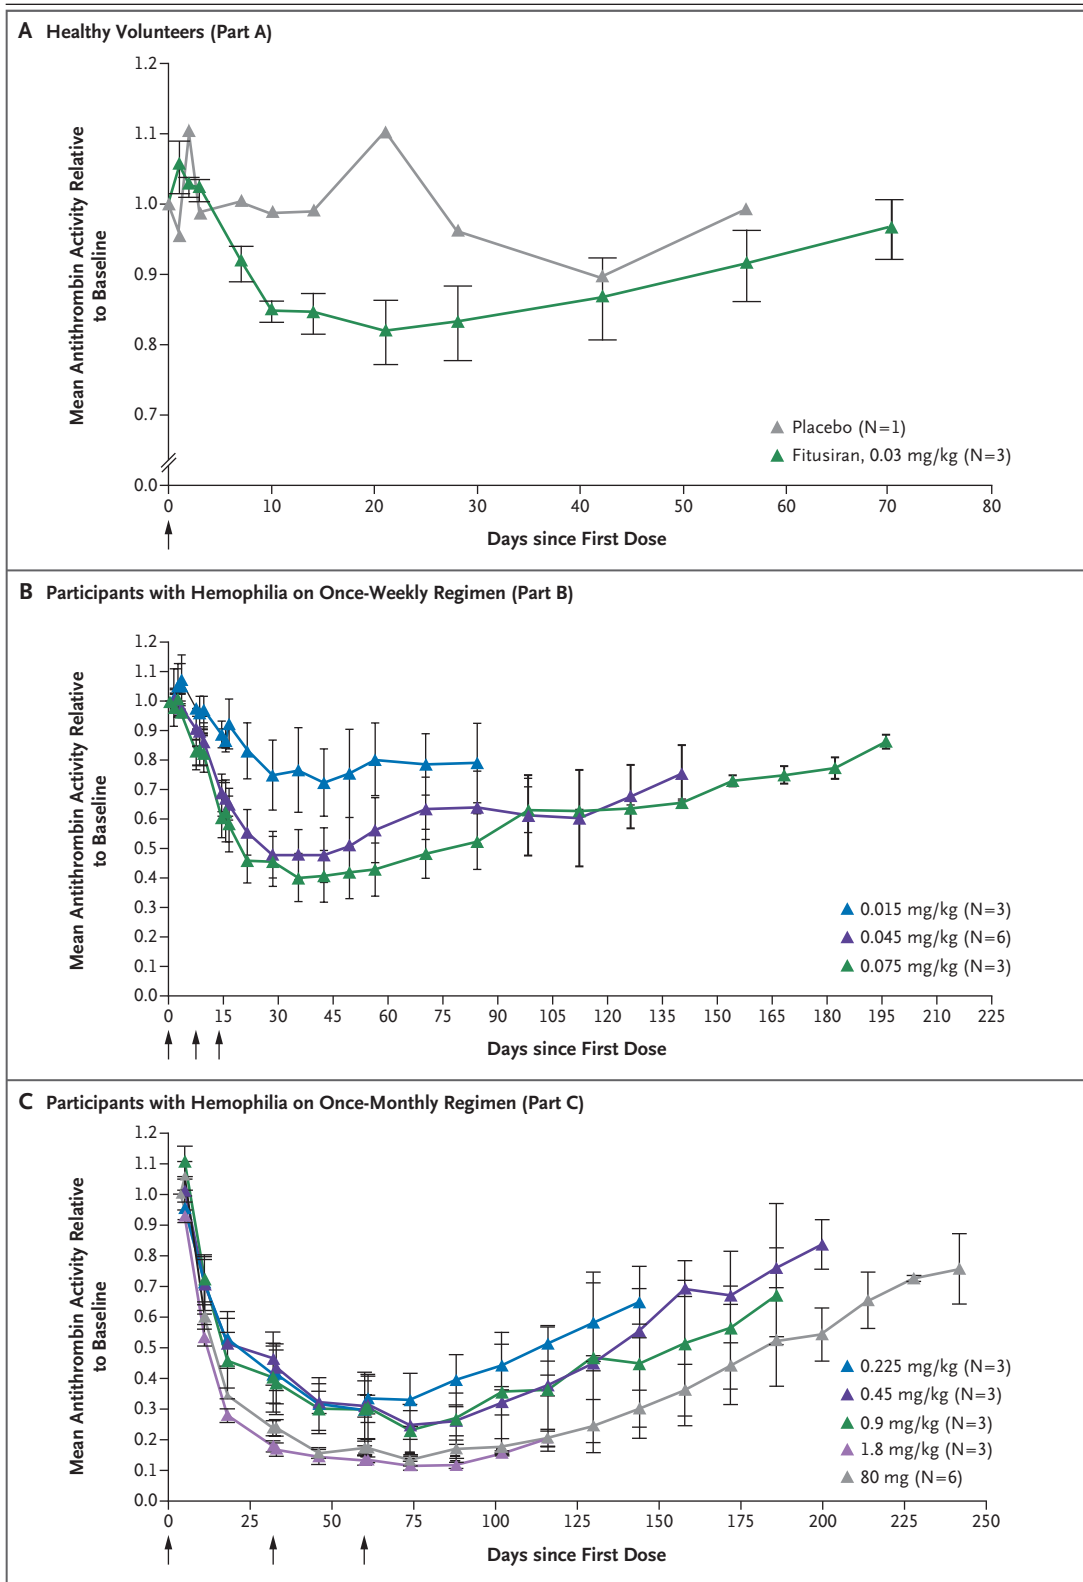 A Healthy Volunteers (Part A)
Mean Antithrombin Activity Relative
to Baseline
1.2
1.1
1.0
0.9
0.8
0.7
0.0
0 10 20 30 40 50 60 70 80
Days since First Dose
Placebo (N=1)
Fitusiran, 0.03 mg/kg (N=3)
B Participants with Hemophilia on Once-Weekly Regimen (Part B)
Mean Antithrombin Activity Relative
to Baseline
1.2
1.1
1.0
0.9
0.8
0.7
0.6
0.5
0.4
0.3
0.2
0.1
0.0
0 15 30 45 60 75 90 105 120 135 150 165 180 195 210 225
Days since First Dose
0.015 mg/kg (N=3)
0.045 mg/kg (N=6)
0.075 mg/kg (N=3)
C Participants with Hemophilia on Once-Monthly Regimen (Part C)
Mean Antithrombin Activity Relative
to Baseline
1.2
1.1
1.0
0.9
0.8
0.7
0.6
0.5
0.4
0.3
0.2
0.1
0.0
0 25 50 75 100 125 150 175 200 225 250
Days since First Dose
0.225 mg/kg (N=3)
0.45 mg/kg (N=3)
0.9 mg/kg (N=3)
1.8 mg/kg (N=3)
80 mg (N=6)